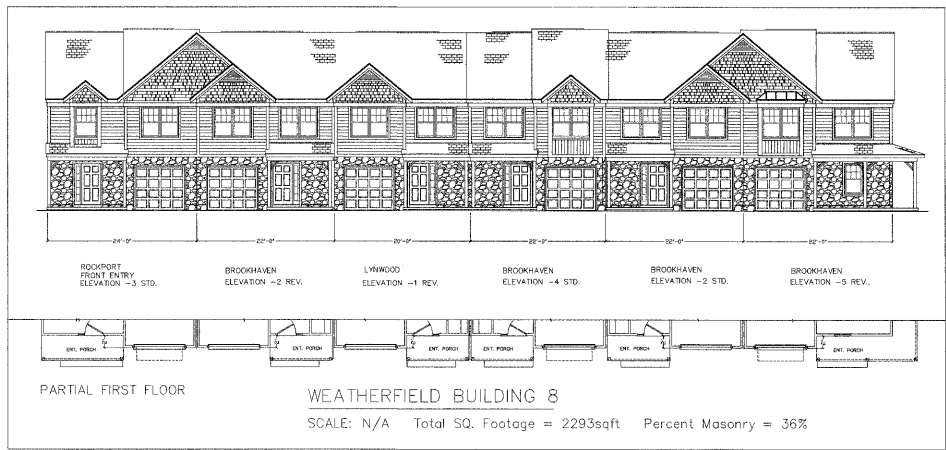 24'-0" 22'-0" 20'-0" 22'-0" 22'-0" 22'-0"
ROCKPORT
FRONT ENTRY
ELEVATION -3 STD.
BROOKHAVEN
ELEVATION -2 REV.
LYNWOOD
ELEVATION -1 REV.
BROOKHAVEN
ELEVATION -4 STD.
BROOKHAVEN
ELEVATION -2 STD.
BROOKHAVEN
ELEVATION -5 REV..
ENT. PORCH ENT. PORCH ENT. PORCH ENT. PORCH ENT. PORCH ENT. PORCH
PARTIAL FIRST FLOOR
WEATHERFIELD BUILDING 8
SCALE: N/A Total SQ. Footage = 2293sqft Percent Masonry = 36%